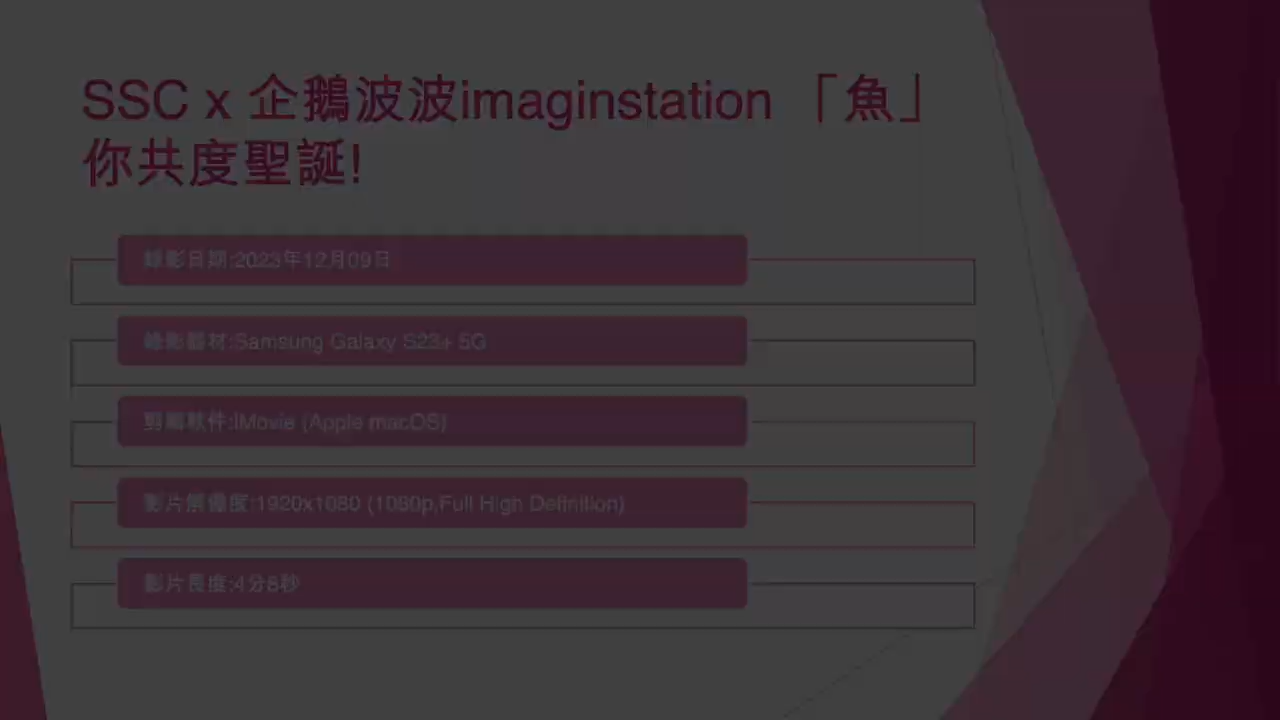 SSC x 企鵝波波imaginstation 「魚」
你共度聖誕!
錄影日期:2023年12月09日
錄影器材:Samsung Galaxy S23+ 5G
剪輯軟件:iMovie (Apple macOS)
影片解像度:1920x1080 (1080p,Full High Definition)
影片長度:4分8秒